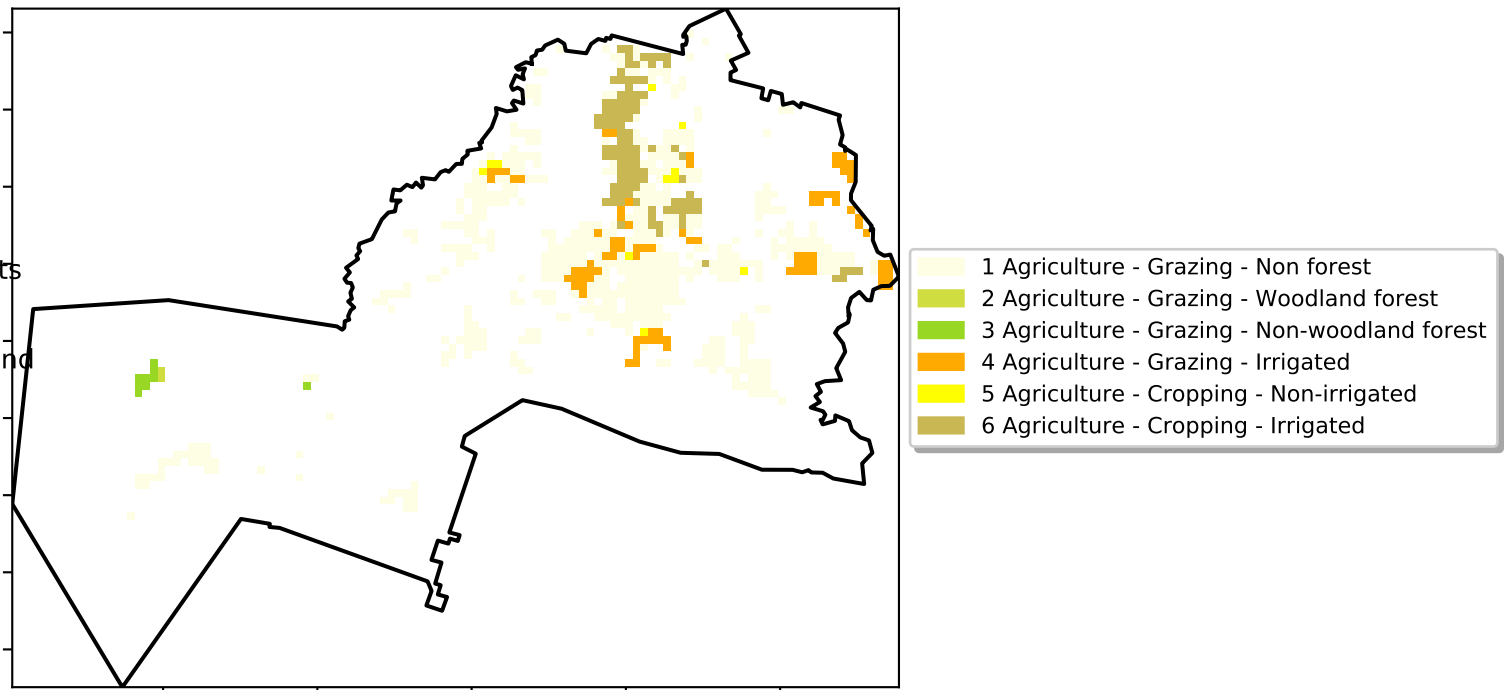 ts
nd
1 Agriculture - Grazing - Non forest
2 Agriculture - Grazing - Woodland forest
3 Agriculture - Grazing - Non-woodland forest
4 Agriculture - Grazing - Irrigated
5 Agriculture - Cropping - Non-irrigated
6 Agriculture - Cropping - Irrigated